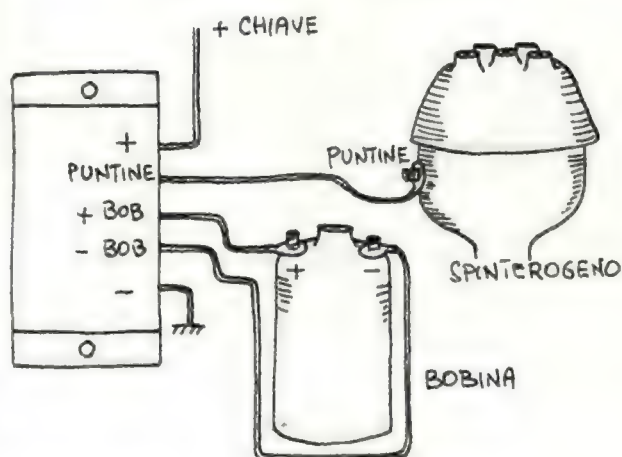 + CHIAVE
+
PUNTINE
+ BOB
- BOB
-
PUNTINE
SPINTEROGENO
+ -
BOBINA